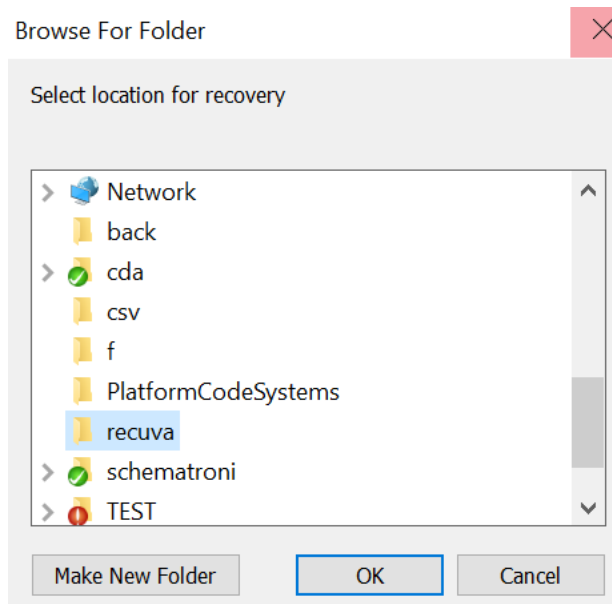 Browse For Folder
Select location for recovery
Network
back
cda
csv
f
PlatformCodeSystems
recuva
schematroni
TEST
Make New Folder
OK
Cancel